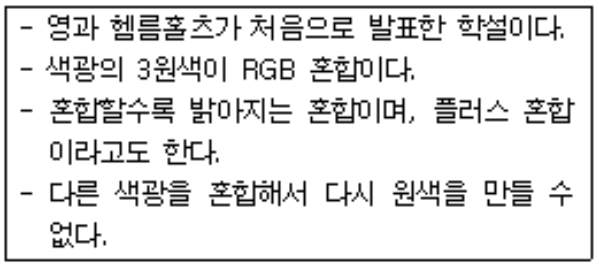 - 영과 헴름홀츠가 처음으로 발표한 학설이다.
- 색광의 3원색이 RGB 혼합이다.
- 혼합할수록 밝아지는 혼합이며, 플러스 혼합
이라고도 한다.
- 다른 색광을 혼합해서 다시 원색을 만들 수
없다.